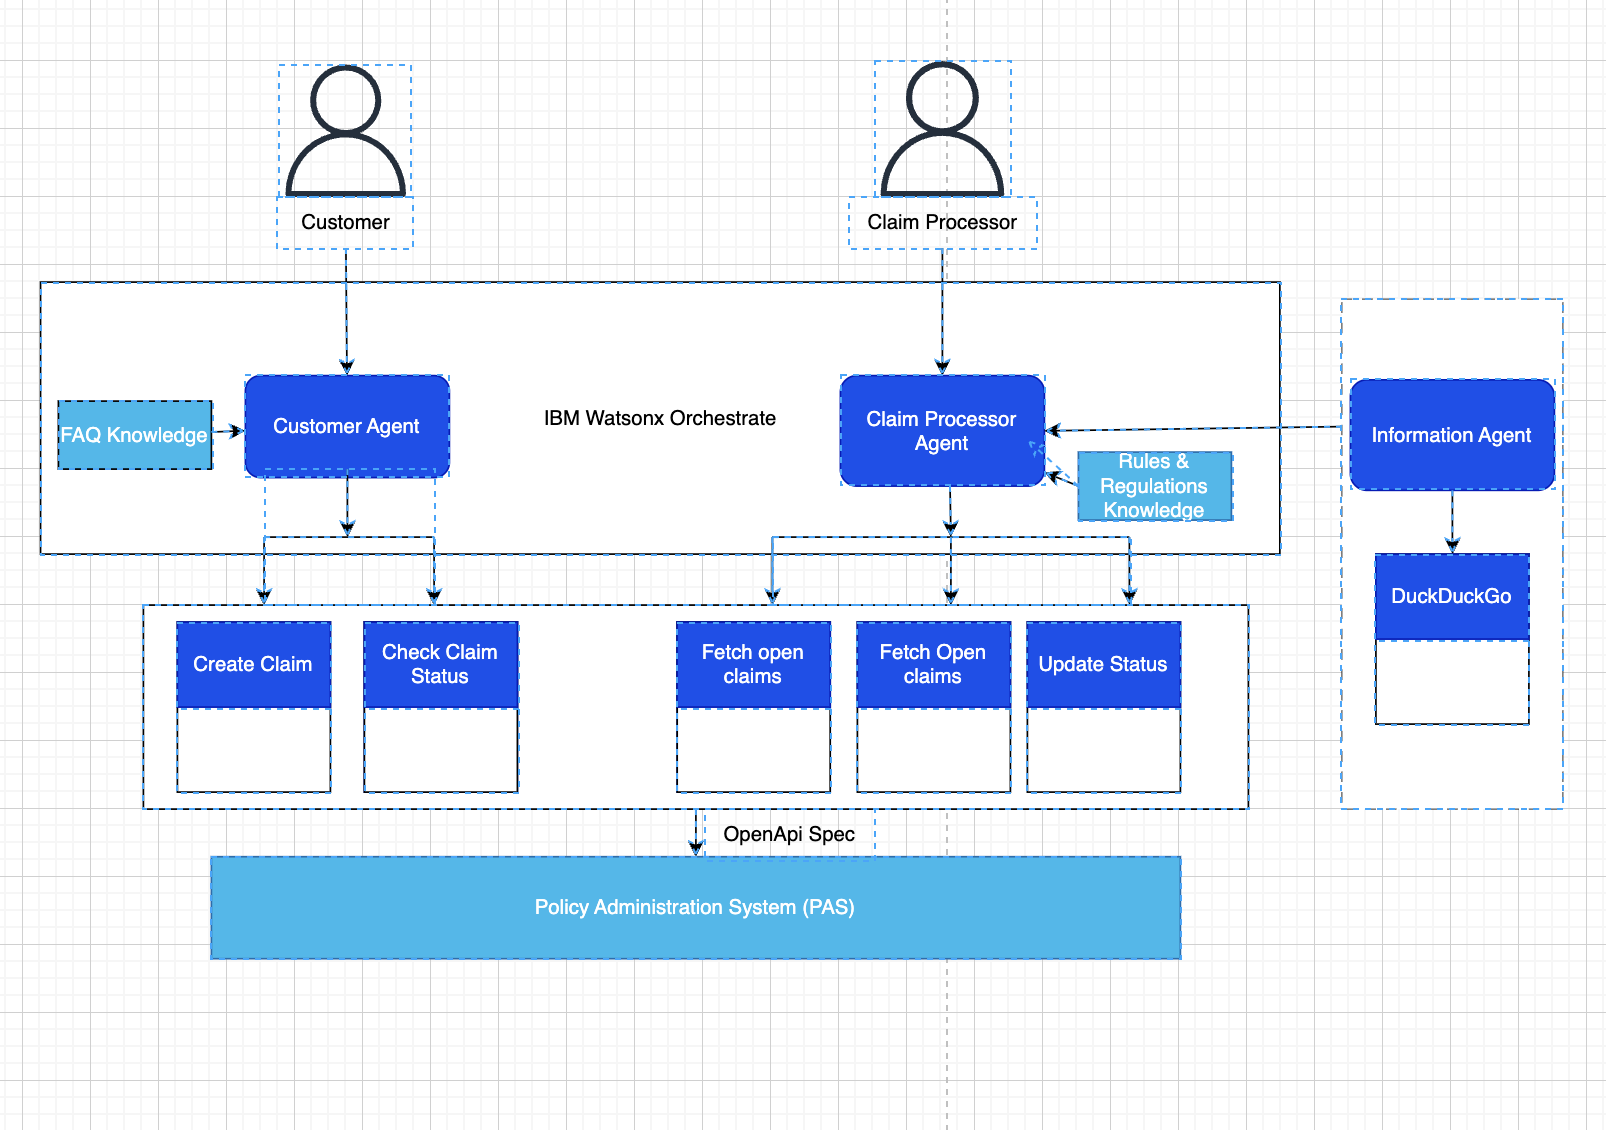 Customer
Claim Processor
IBM Watsonx Orchestrate
FAQ Knowledge
Customer Agent
Claim Processor
Agent
Rules &
Regulations
Knowledge
Information Agent
DuckDuckGo
Create Claim
Check Claim
Status
Fetch open
claims
Fetch Open
claims
Update Status
OpenApi Spec
Policy Administration System (PAS)